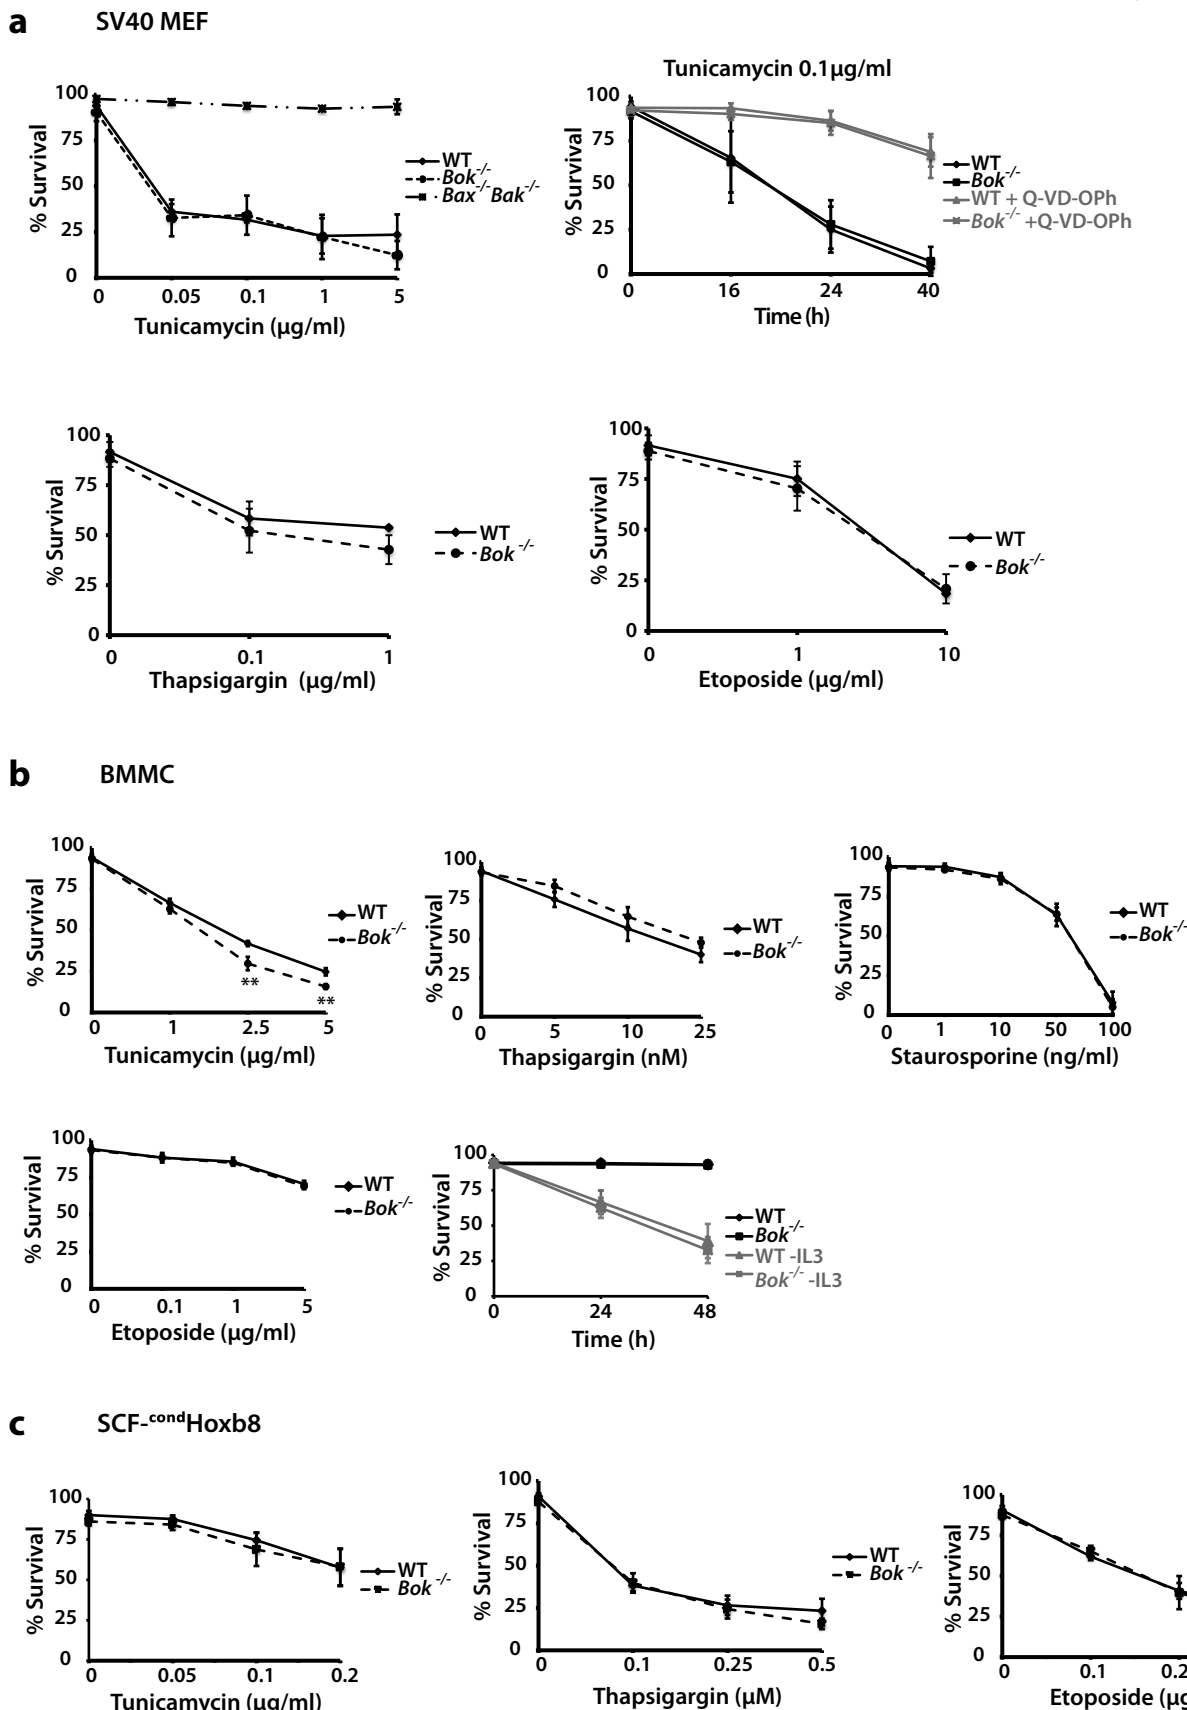 a SV40 MEF
100
75
50
25
0
% Survival
0 0.05 0.1 1 5
Tunicamycin (µg/ml)
WT
Bok-/-
Bax-/-Bak-/-
Tunicamycin 0.1µg/ml
100
75
50
25
0
% Survival
0 16 24 40
Time (h)
WT
Bok-/-
WT + Q-VD-OPh
Bok-/- +Q-VD-OPh
100
75
50
25
0
% Survival
0 0.1 1
Thapsigargin (µg/ml)
WT
Bok -/-
100
75
50
25
0
% Survival
0 1 10
Etoposide (µg/ml)
WT
Bok-/-
b BMMC
100
75
50
25
0
% Survival
**
**
0 1 2.5 5
Tunicamycin (µg/ml)
WT
Bok-/-
100
75
50
25
0
% Survival
0 5 10 25
Thapsigargin (nM)
WT
Bok-/-
100
75
50
25
0
% Survival
0 1 10 50 100
Staurosporine (ng/ml)
WT
Bok-/-
100
75
50
25
0
% Survival
0 0.1 1 5
Etoposide (µg/ml)
WT
Bok-/-
100
75
50
25
0
% Survival
0 24 48
Time (h)
WT
Bok-/-
WT -IL3
Bok-/- -IL3
c SCF-condHoxb8
100
75
50
25
0
% Survival
0 0.05 0.1 0.2
Tunicamycin (µg/ml)
WT
Bok -/-
100
75
50
25
0
% Survival
0 0.1 0.25 0.5
Thapsigargin (µM)
WT
Bok -/-
100
75
50
25
0
% Survival
0 0.1
Etoposide